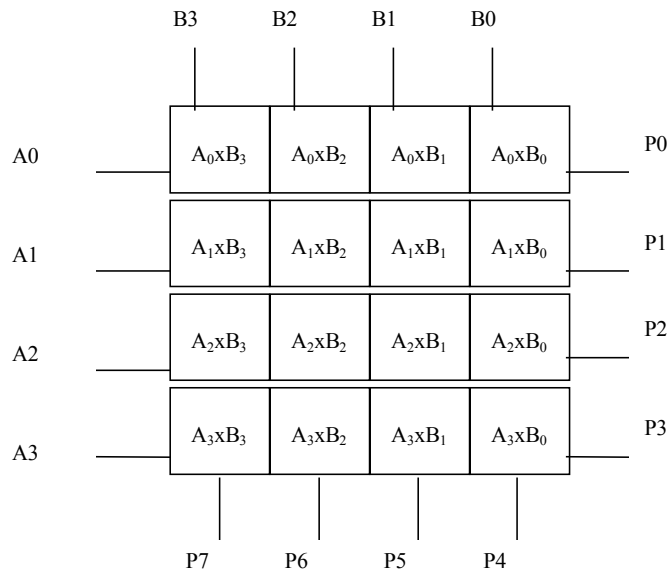 B3 B2 B1 B0
A0 A₀xB₃ A₀xB₂ A₀xB₁ A₀xB₀ P0
A1 A₁xB₃ A₁xB₂ A₁xB₁ A₁xB₀ P1
A2 A₂xB₃ A₂xB₂ A₂xB₁ A₂xB₀ P2
A3 A₃xB₃ A₃xB₂ A₃xB₁ A₃xB₀ P3
P7 P6 P5 P4